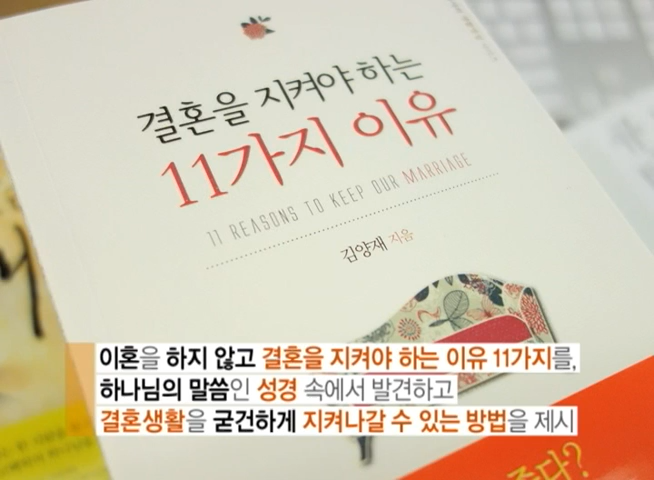 결혼을 지켜야 하는
11가지 이유
11 REASONS TO KEEP OUR MARRIAGE
김양재 지음
이혼을 하지 않고 결혼을 지켜야 하는 이유 11가지를,
하나님의 말씀인 성경 속에서 발견하고
결혼생활을 굳건하게 지켜나갈 수 있는 방법을 제시